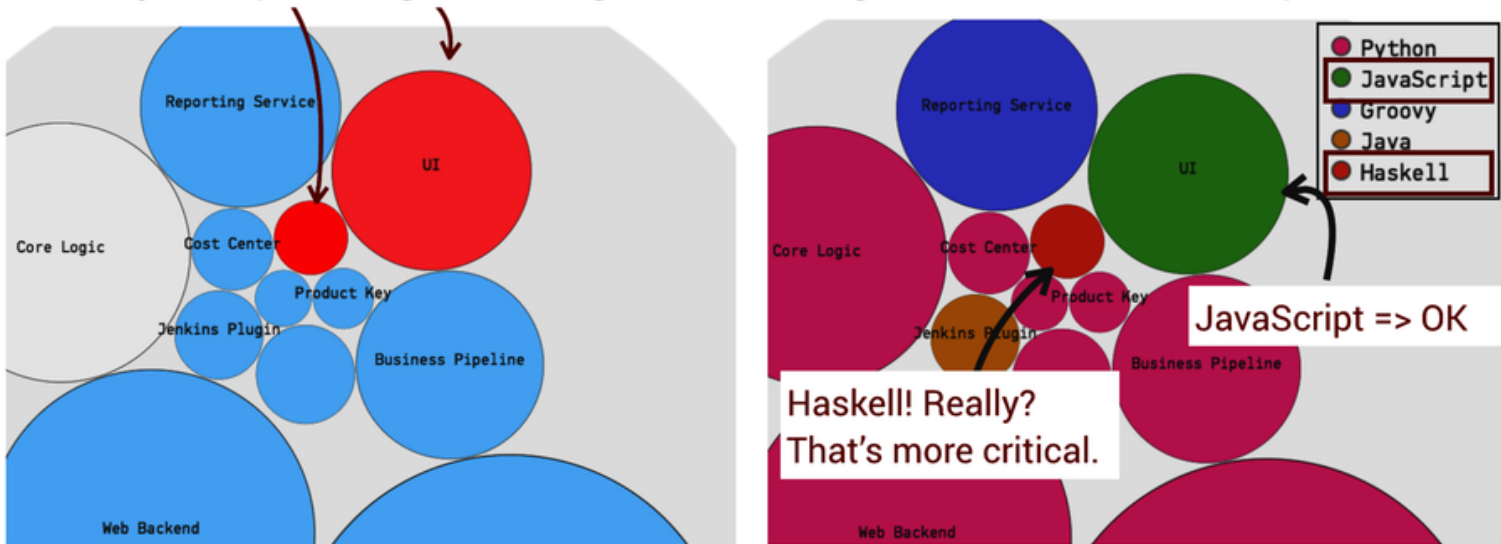 Reporting Service
UI
Core Logic
Cost Center
Product Key
Jenkins Plugin
Business Pipeline
Web Backend
Reporting Service
UI
Core Logic
Cost Center
Product Key
Jenkins Plugin
Business Pipeline
Web Backend
Python
JavaScript
Groovy
Java
Haskell
JavaScript => OK
Haskell! Really?
That's more critical.